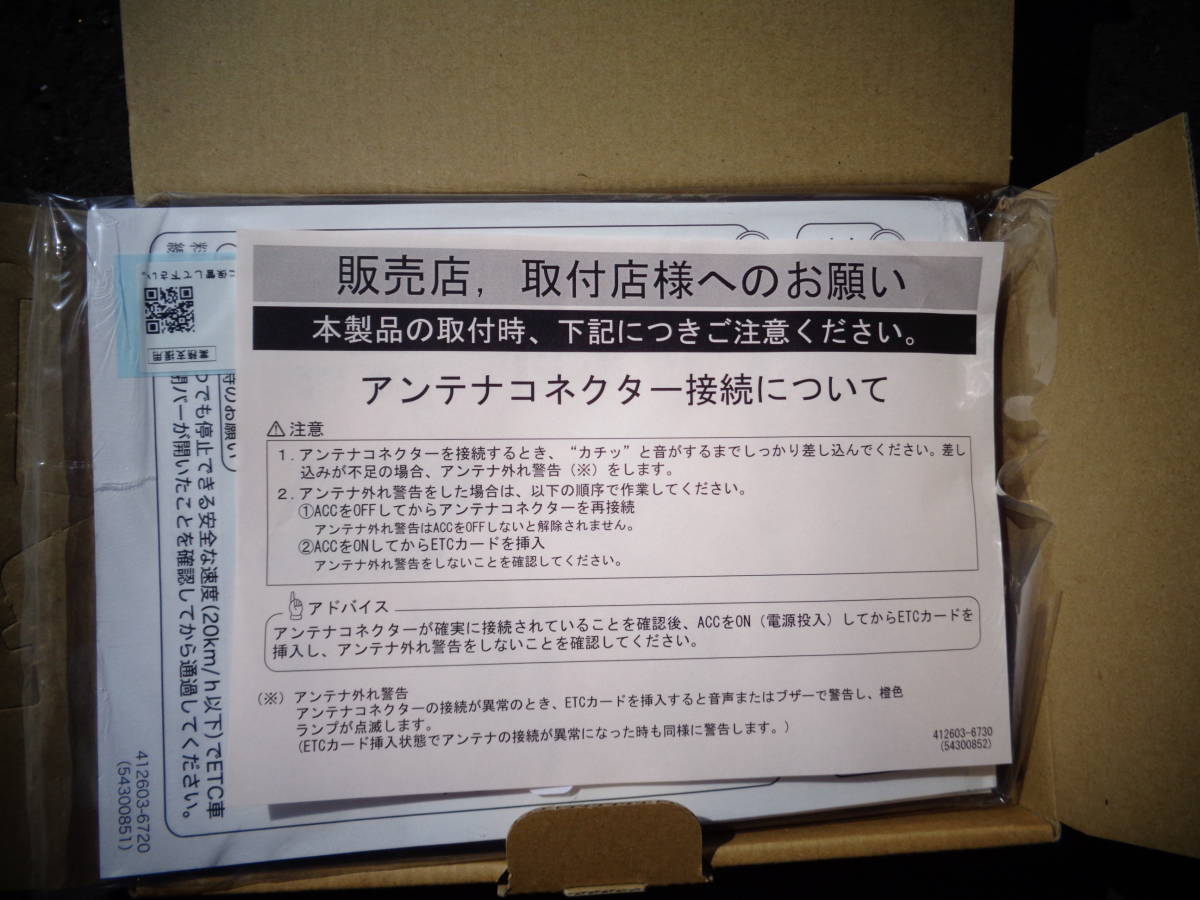 販売店, 取付店様へのお願い
本製品の取付時、下記につきご注意ください。
アンテナコネクター接続について
⚠注意
1. アンテナコネクターを接続するとき、“カチッ”と音がするまでしっかり差し込んでください。差し
込みが不足の場合、アンテナ外れ警告(※)をします。
2. アンテナ外れ警告をした場合は、以下の順序で作業してください。
①ACCをOFFしてからアンテナコネクターを再接続
アンテナ外れ警告はACCをOFFしないと解除されません。
②ACCをONしてからETCカードを挿入
アンテナ外れ警告をしないことを確認してください。
アドバイス
アンテナコネクターが確実に接続されていることを確認後、ACCをON(電源投入)してからETCカードを
挿入し、アンテナ外れ警告をしないことを確認してください。
(※) アンテナ外れ警告
アンテナコネクターの接続が異常のとき、ETCカードを挿入すると音声またはブザーで警告し、橙色
ランプが点滅します。
(ETCカード挿入状態でアンテナの接続が異常になった時も同様に警告します。)
412603-6730
(54300852)
保管して下さい。
業務支援用
時のお願い
つでも停止できる安全な速度(20km/h以下)でETC車
バーが開いたことを確認してから通過してください。
412603-6720
(54300851)